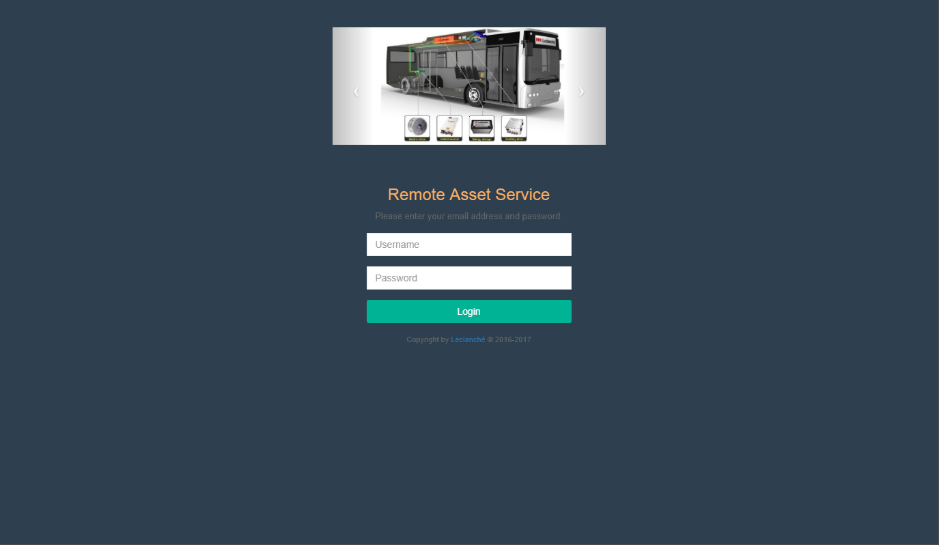 Remote Asset Service
Please enter your email address and password
Username
Password
Login
Copyright by Leclanché © 2016-2017